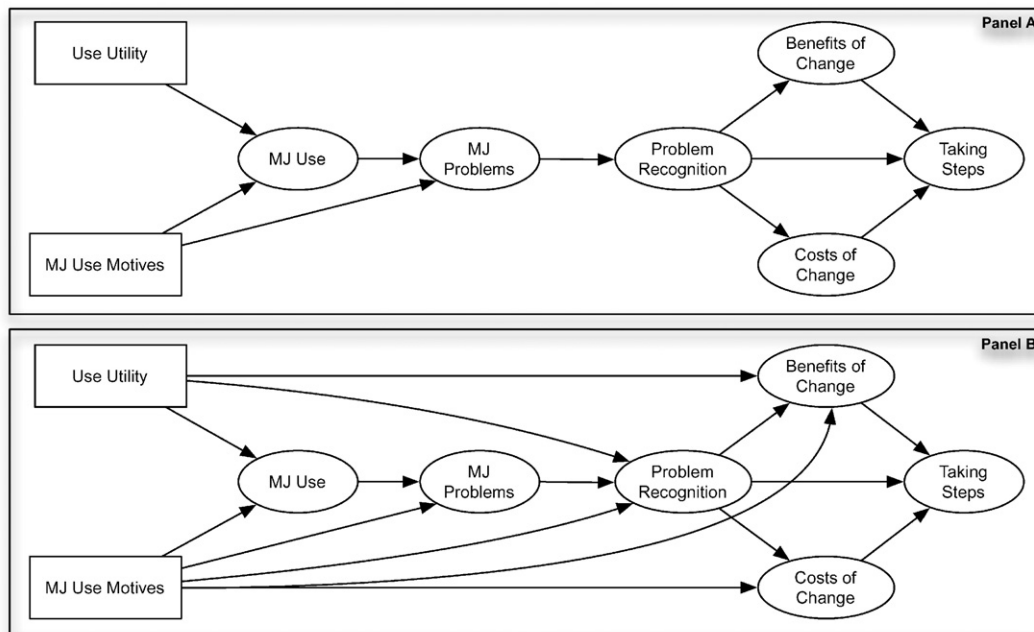 Panel A
Use Utility
Benefits of
Change
MJ Use
MJ
Problems
Problem
Recognition
Taking
Steps
MJ Use Motives
Costs of
Change
Panel B
Use Utility
Benefits of
Change
MJ Use
MJ
Problems
Problem
Recognition
Taking
Steps
MJ Use Motives
Costs of
Change